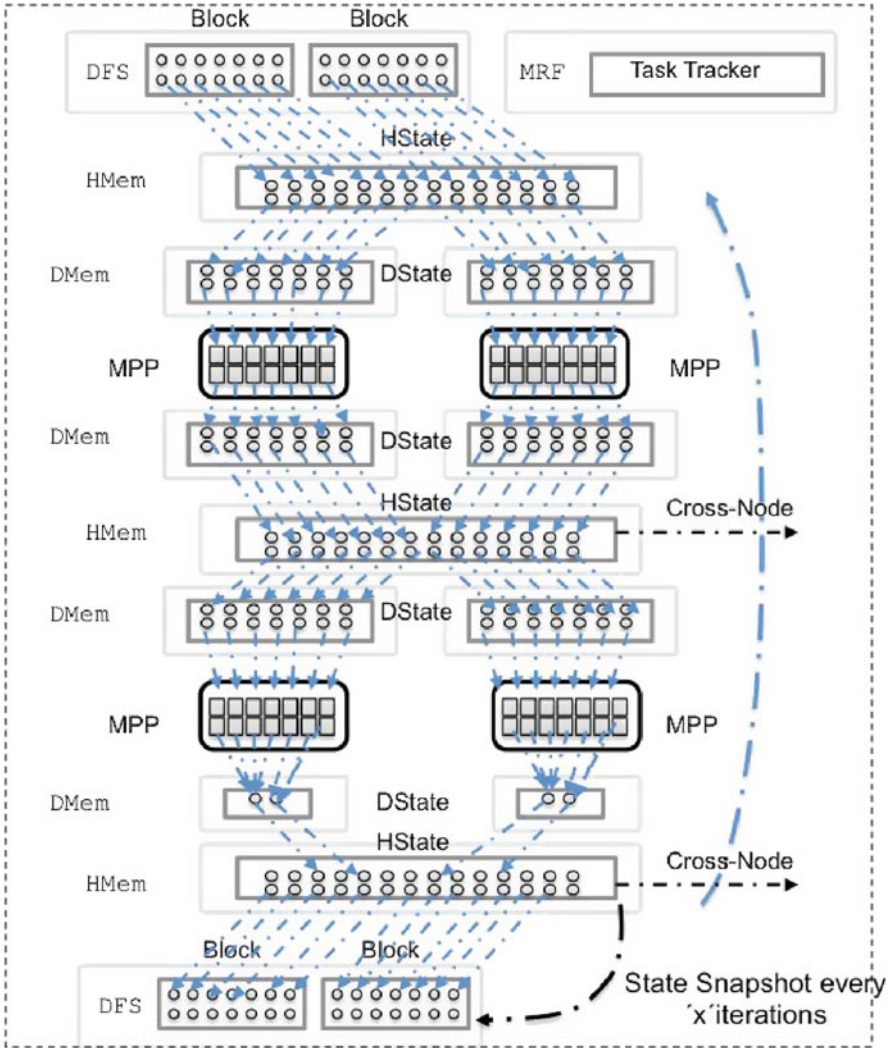 Block
Block
DFS
MRF
Task Tracker
HState
HMem
DMem
DState
MPP
MPP
DMem
DState
HState
Cross-Node
HMem
DMem
DState
MPP
MPP
DMem
DState
HState
Cross-Node
HMem
Block
Block
DFS
State Snapshot every
´x´iterations